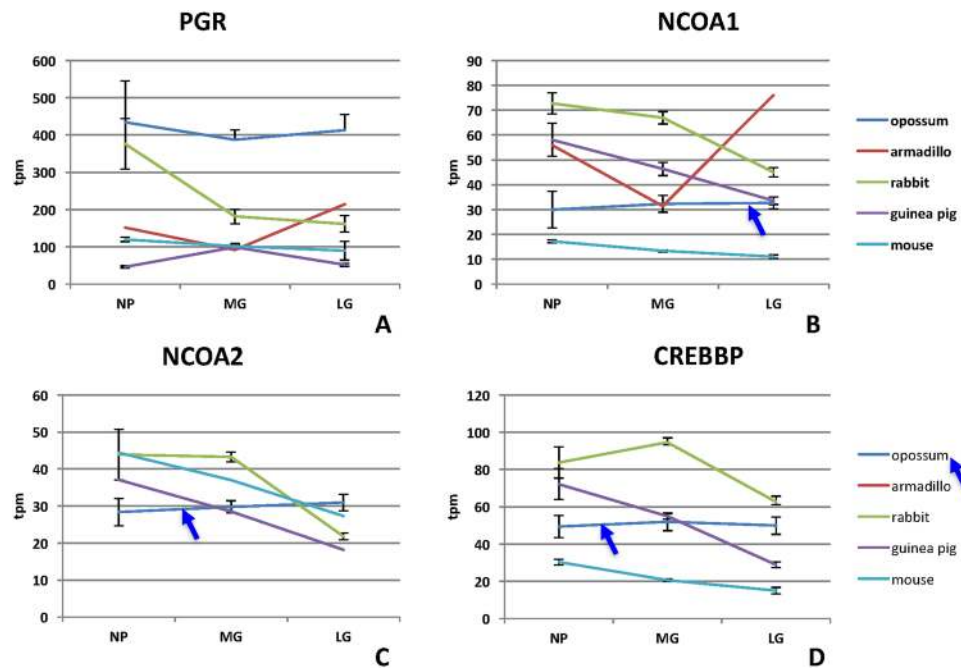 PGR
600
500
400
300
200
100
0
tpm
NP MG LG
A
NCOA1
90
80
70
60
50
40
30
20
10
0
tpm
NP MG LG
B
opossum
armadillo
rabbit
guinea pig
mouse
NCOA2
60
50
40
30
20
10
0
tpm
NP MG LG
C
CREBBP
120
100
80
60
40
20
0
tpm
NP MG LG
D
opossum
armadillo
rabbit
guinea pig
mouse